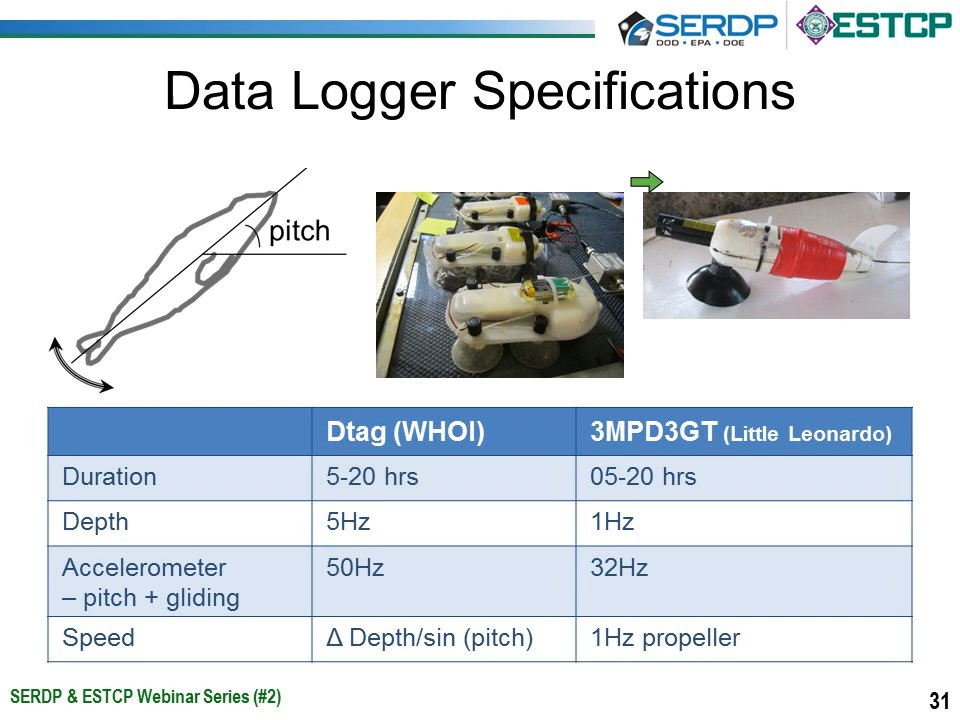 SERDP
DOD • EPA • DOE
ESTCP
Data Logger Specifications
pitch
Dtag (WHOI)
3MPD3GT (Little Leonardo)
Duration
5-20 hrs
05-20 hrs
Depth
5Hz
1Hz
Accelerometer
– pitch + gliding
50Hz
32Hz
Speed
Δ Depth/sin (pitch)
1Hz propeller
SERDP & ESTCP Webinar Series (#2)
31